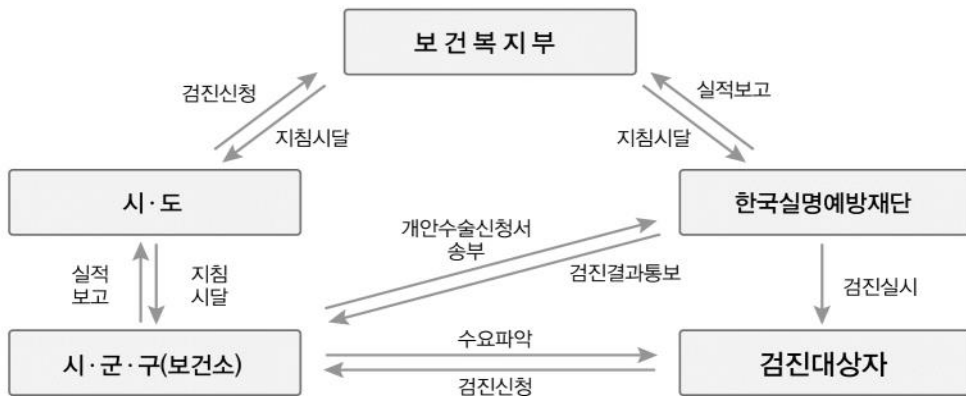 보건복지부
검진신청
지침시달
실적보고
지침시달
시·도
한국실명예방재단
개안수술신청서
송부
검진결과통보
실적
보고
지침
시달
검진실시
시·군·구(보건소)
수요파악
검진신청
검진대상자